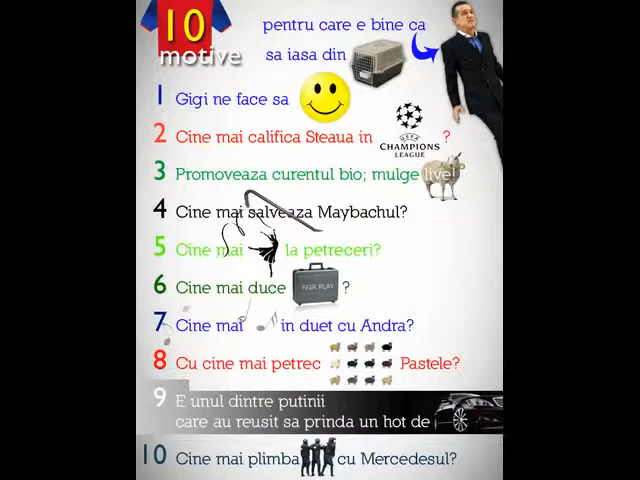 10
motive
pentru care e bine ca
sa iasa din
1 Gigi ne face sa
2 Cine mai califica Steaua in UEFA CHAMPIONS LEAGUE ?
3 Promoveaza curentul bio; mulge live!
4 Cine mai salveaza Maybachul?
5 Cine mai la petreceri?
6 Cine mai duce FAIR PLAY ?
7 Cine mai in duet cu Andra?
8 Cu cine mai petrec Pastele?
9 E unul dintre putinii
care au reusit sa prinda un hot de
10 Cine mai plimba cu Mercedesul?